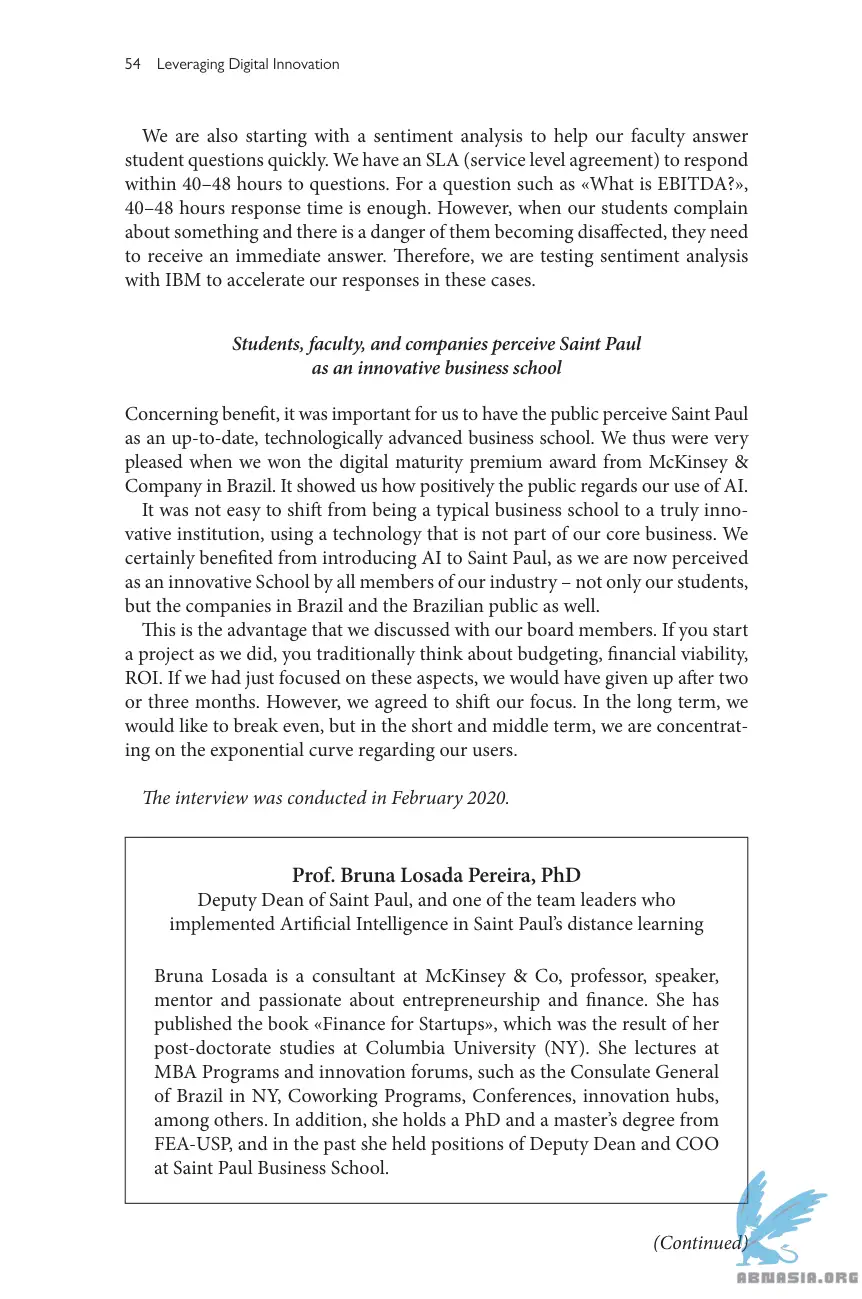 54 Leveraging Digital Innovation
We are also starting with a sentiment analysis to help our faculty answer
student questions quickly. We have an SLA (service level agreement) to respond
within 40–48 hours to questions. For a question such as «What is EBITDA?»,
40–48 hours response time is enough. However, when our students complain
about something and there is a danger of them becoming disaffected, they need
to receive an immediate answer. Therefore, we are testing sentiment analysis
with IBM to accelerate our responses in these cases.
Students, faculty, and companies perceive Saint Paul
as an innovative business school
Concerning benefit, it was important for us to have the public perceive Saint Paul
as an up-to-date, technologically advanced business school. We thus were very
pleased when we won the digital maturity premium award from McKinsey &
Company in Brazil. It showed us how positively the public regards our use of AI.
It was not easy to shift from being a typical business school to a truly inno-
vative institution, using a technology that is not part of our core business. We
certainly benefited from introducing AI to Saint Paul, as we are now perceived
as an innovative School by all members of our industry – not only our students,
but the companies in Brazil and the Brazilian public as well.
This is the advantage that we discussed with our board members. If you start
a project as we did, you traditionally think about budgeting, financial viability,
ROI. If we had just focused on these aspects, we would have given up after two
or three months. However, we agreed to shift our focus. In the long term, we
would like to break even, but in the short and middle term, we are concentrat-
ing on the exponential curve regarding our users.
The interview was conducted in February 2020.
Prof. Bruna Losada Pereira, PhD
Deputy Dean of Saint Paul, and one of the team leaders who
implemented Artificial Intelligence in Saint Paul's distance learning
Bruna Losada is a consultant at McKinsey & Co, professor, speaker,
mentor and passionate about entrepreneurship and finance. She has
published the book «Finance for Startups», which was the result of her
post-doctorate studies at Columbia University (NY). She lectures at
MBA Programs and innovation forums, such as the Consulate General
of Brazil in NY, Coworking Programs, Conferences, innovation hubs,
among others. In addition, she holds a PhD and a master's degree from
FEA-USP, and in the past she held positions of Deputy Dean and COO
at Saint Paul Business School.
(Continued)
ABNASIA.ORG